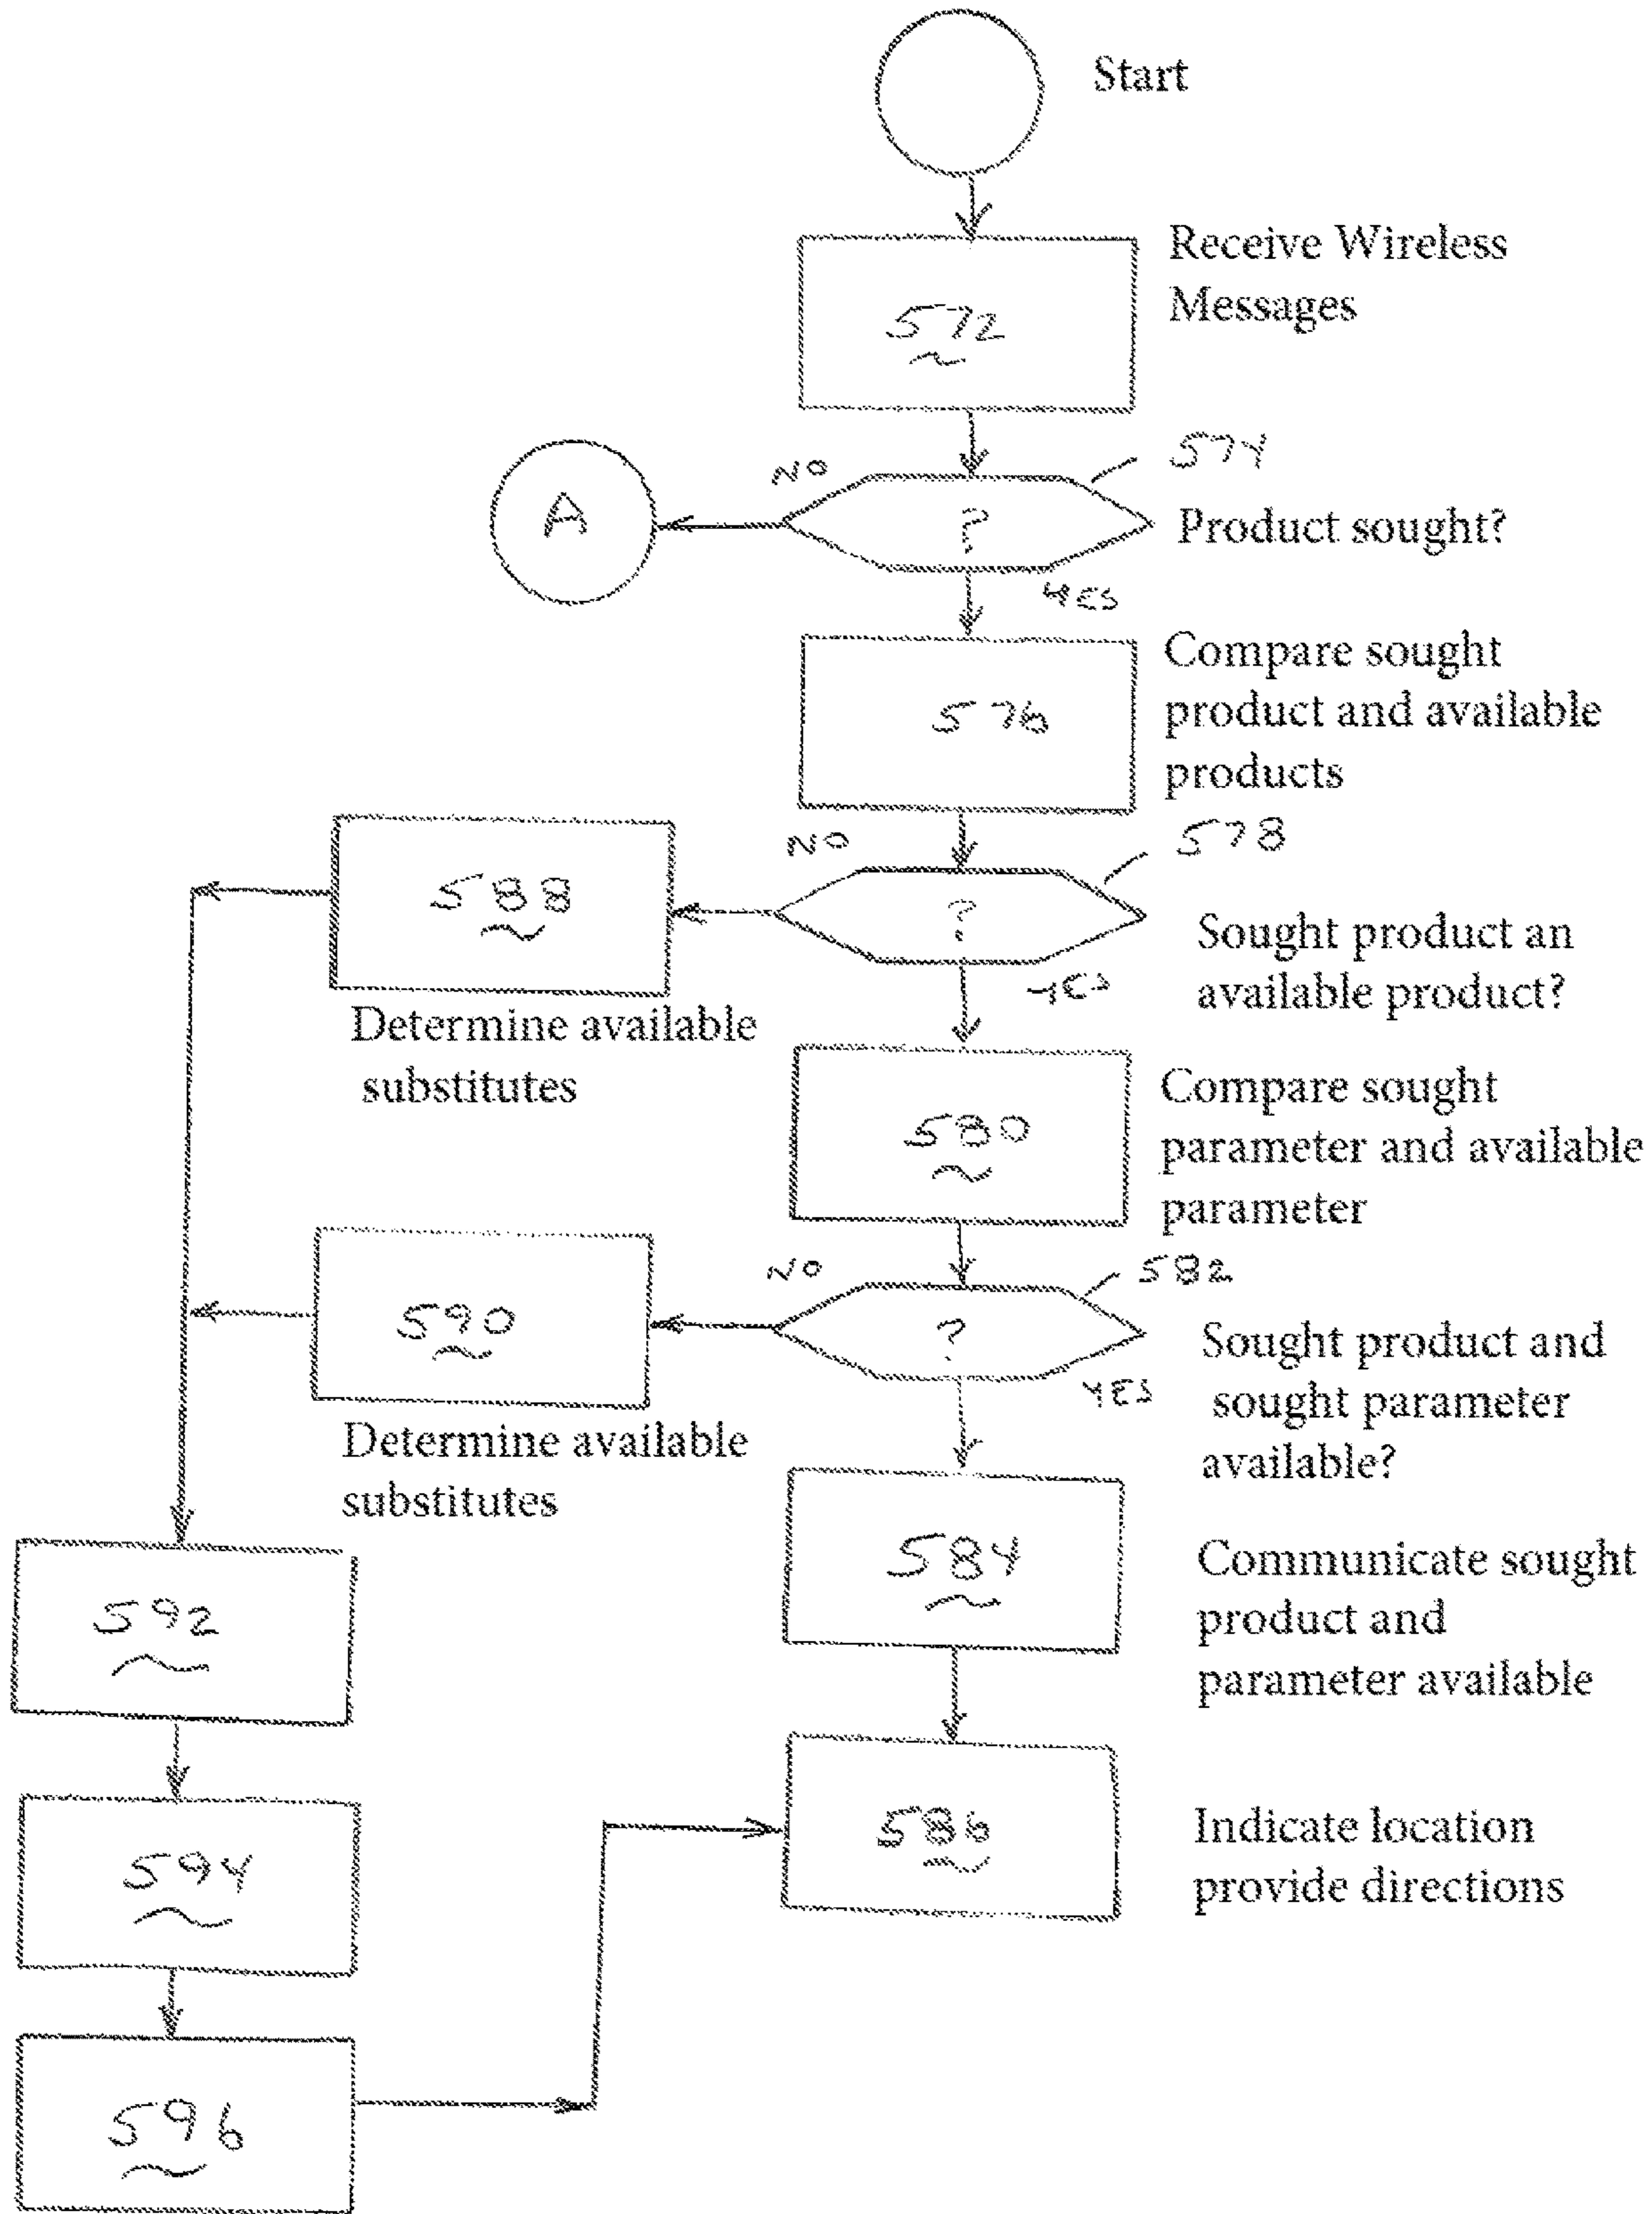 Start
Receive Wireless
Messages
572
574
NO
A
?
Product sought?
YES
Compare sought
product and available
products
576
578
NO
588
?
Sought product an
available product?
YES
Determine available
substitutes
Compare sought
parameter and available
parameter
580
582
NO
590
?
Sought product and
sought parameter
available?
YES
Determine available
substitutes
584
Communicate sought
product and
parameter available
592
586
Indicate location
provide directions
594
596